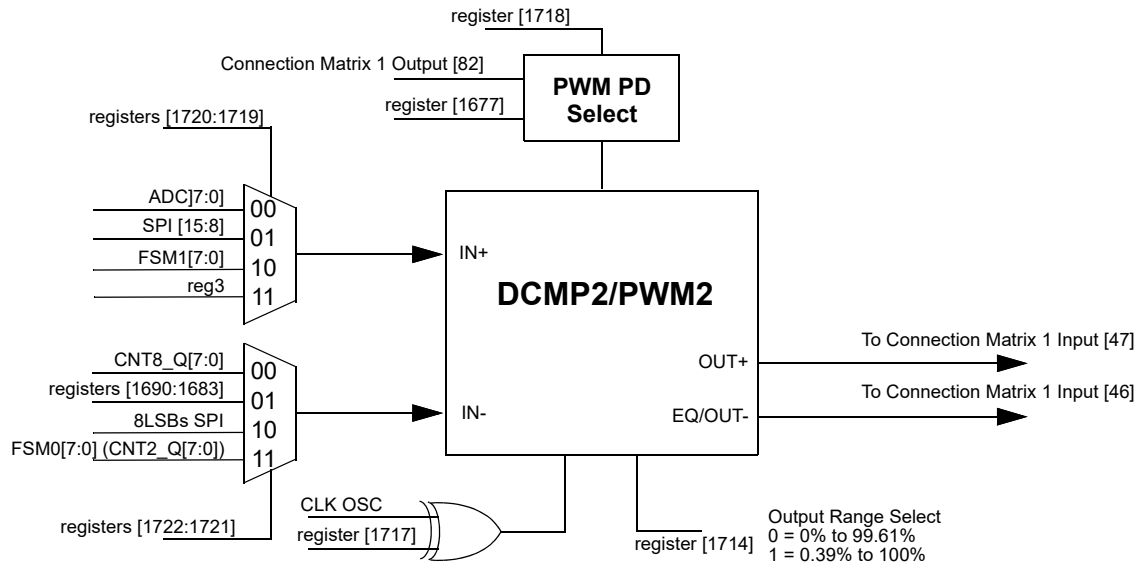 register [1718]
Connection Matrix 1 Output [82]
register [1677]
PWM PD
Select
registers [1720:1719]
ADC]7:0]
SPI [15:8]
FSM1[7:0]
reg3
00
01
10
11
IN+
DCMP2/PWM2
CNT8_Q[7:0]
registers [1690:1683]
8LSBs SPI
FSM0[7:0] (CNT2_Q[7:0])
00
01
10
11
IN-
OUT+
EQ/OUT-
To Connection Matrix 1 Input [47]
To Connection Matrix 1 Input [46]
registers [1722:1721]
CLK OSC
register [1717]
register [1714]
Output Range Select
0 = 0% to 99.61%
1 = 0.39% to 100%